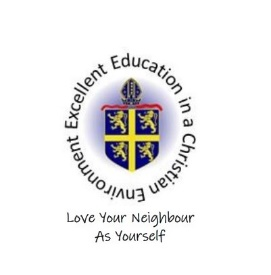 Excellent Education in a Christian Environment
Love Your Neighbour
As Yourself